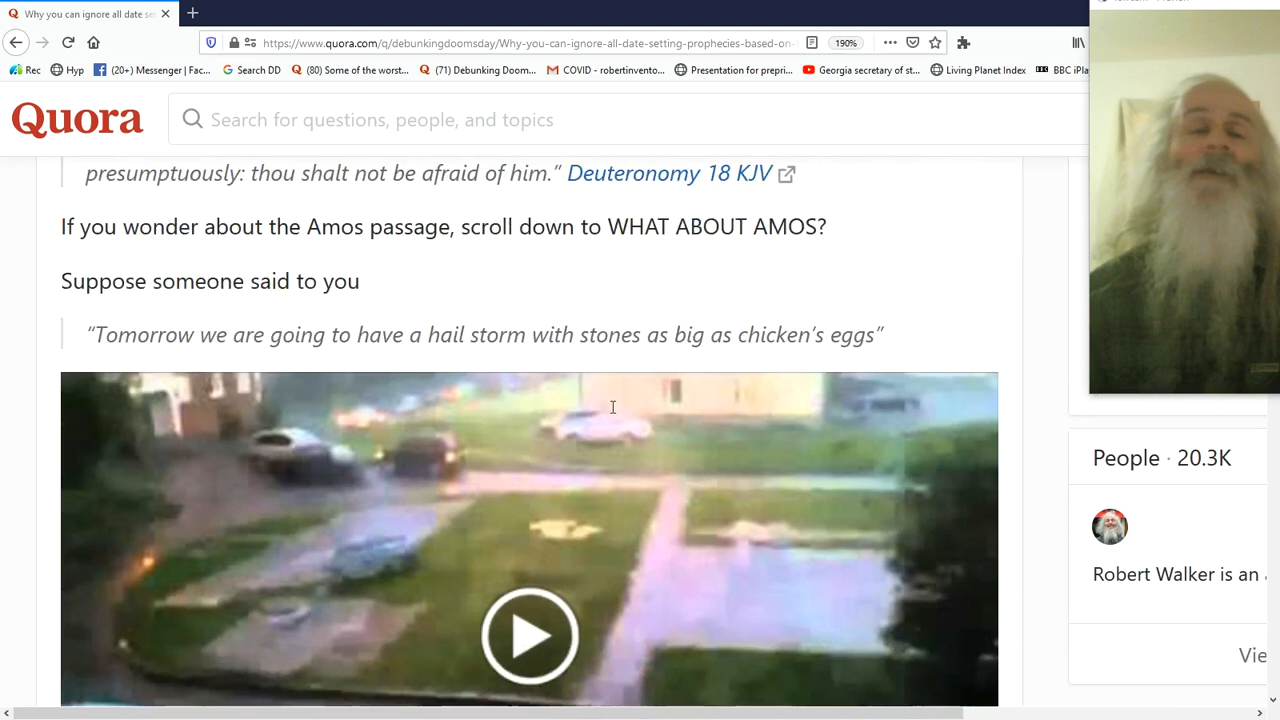 Why you can ignore all date se
https://www.quora.com/q/debunkingdoomsday/Why-you-can-ignore-all-date-setting-prophecies-based-on-
190%
Rec
Hyp
(20+) Messenger | Fac...
Search DD
(80) Some of the worst...
(71) Debunking Doom...
COVID - robertinvento...
Presentation for prepri...
Georgia secretary of st...
Living Planet Index
BBC iPla
Quora
Search for questions, people, and topics
presumptuously: thou shalt not be afraid of him.” Deuteronomy 18 KJV
If you wonder about the Amos passage, scroll down to WHAT ABOUT AMOS?
Suppose someone said to you
“Tomorrow we are going to have a hail storm with stones as big as chicken’s eggs”
People · 20.3K
Robert Walker is an
Vie